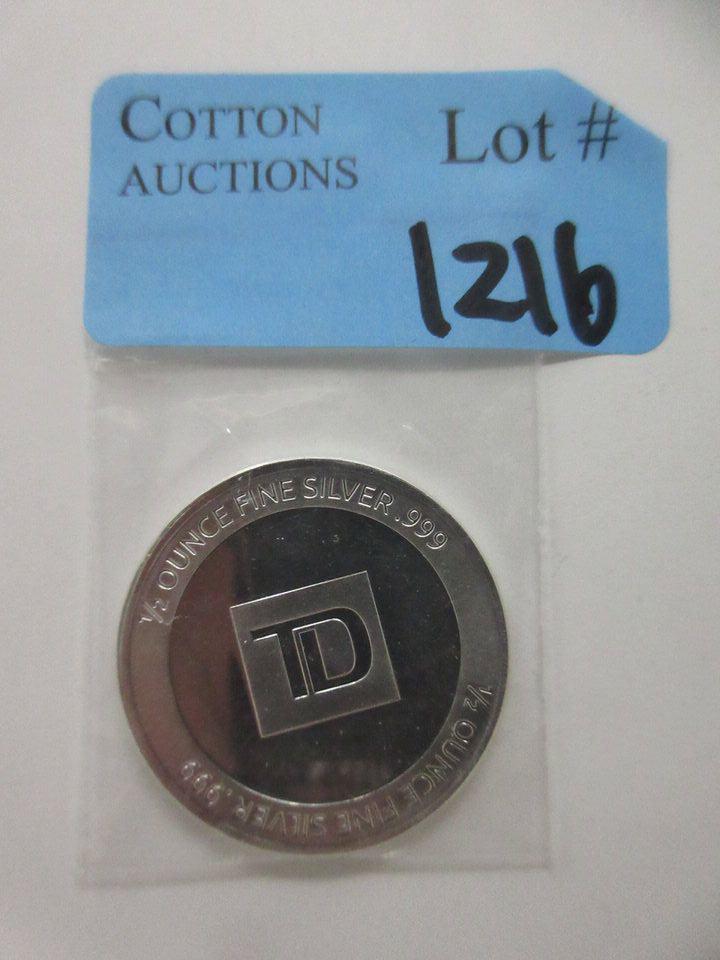 COTTON
AUCTIONS
Lot #
1216
1/2 OUNCE FINE SILVER .999
TD
1/2 OUNCE FINE SILVER .999